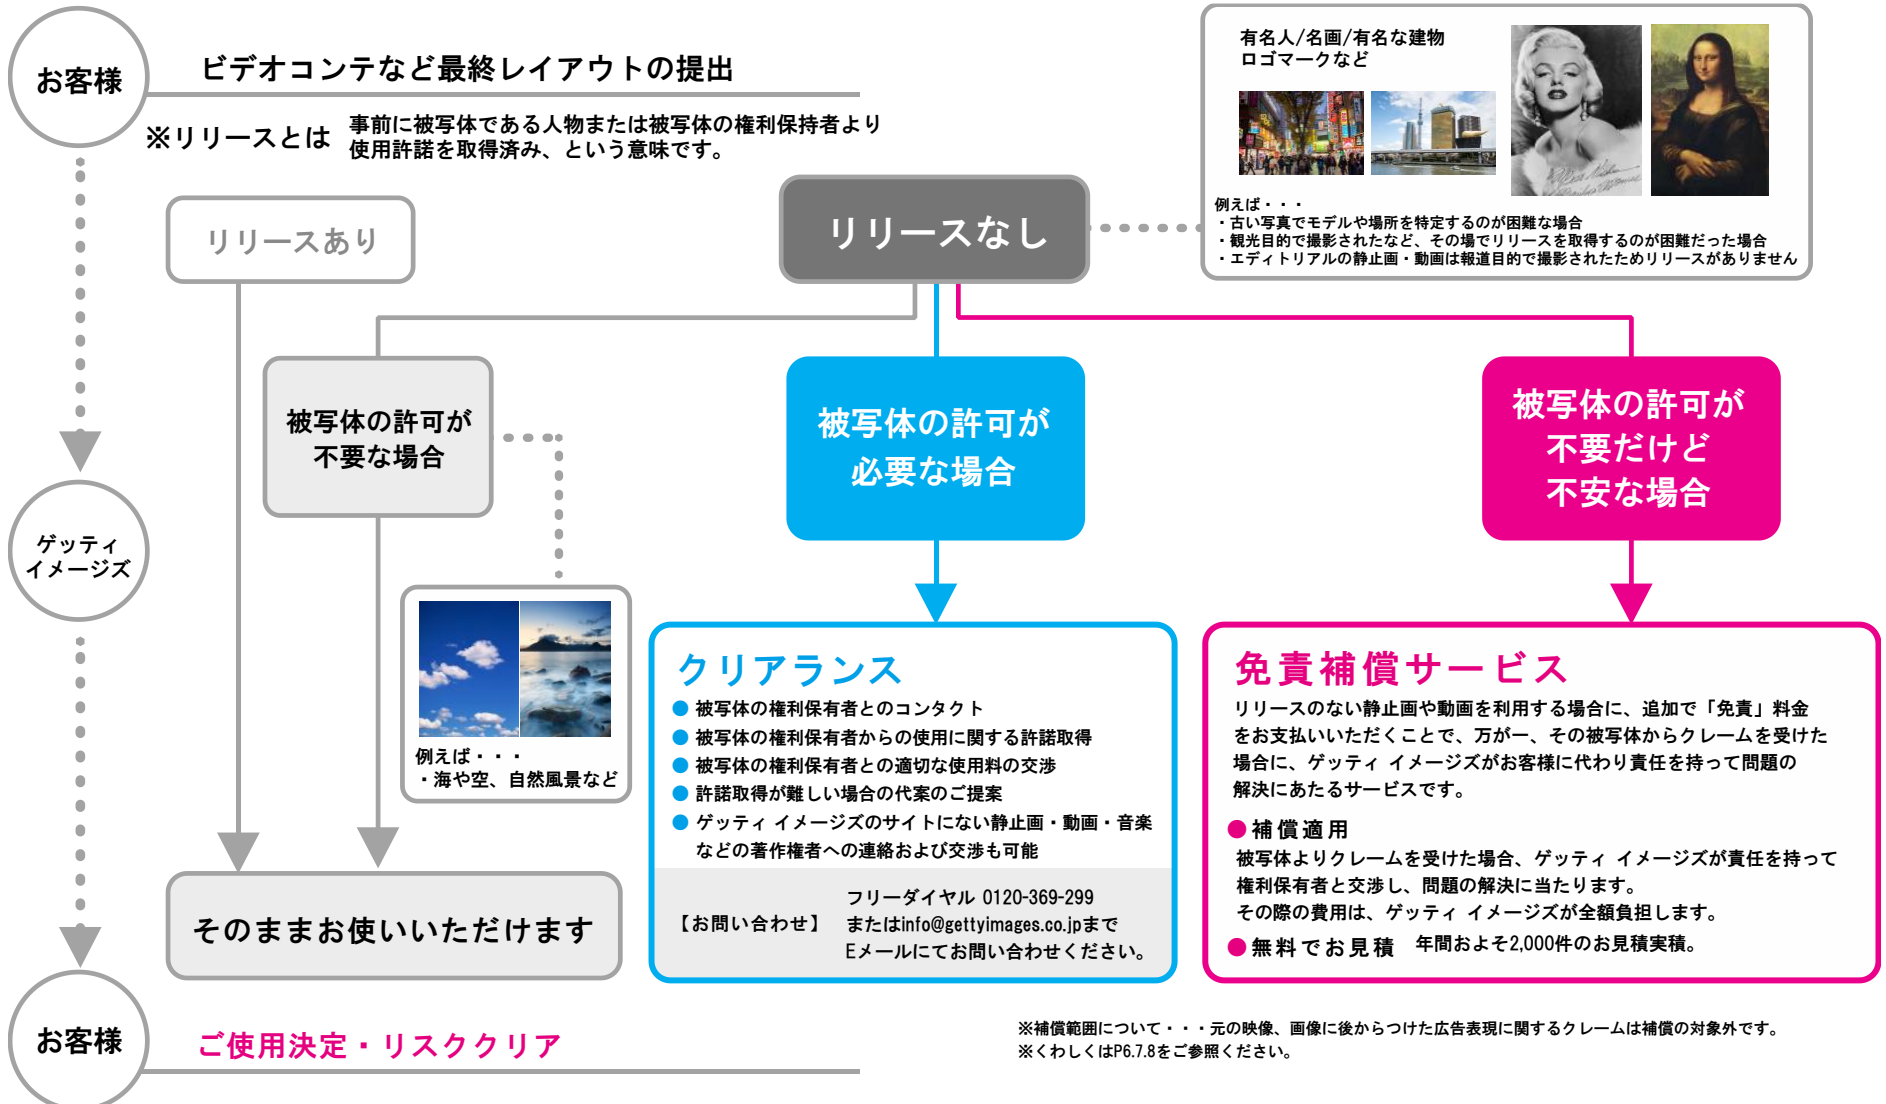 お客様
ビデオコンテなど最終レイアウトの提出
※リリースとは
事前に被写体である人物または被写体の権利保持者より
使用許諾を取得済み、という意味です。
有名人/名画/有名な建物
ロゴマークなど
例えば・・・
・古い写真でモデルや場所を特定するのが困難な場合
・観光目的で撮影されたなど、その場でリリースを取得するのが困難だった場合
・エディトリアルの静止画・動画は報道目的で撮影されたためリリースがありません
リリースあり
リリースなし
被写体の許可が
不要な場合
被写体の許可が
必要な場合
被写体の許可が
不要だけど
不安な場合
ゲッティ
イメージズ
例えば・・・
・海や空、自然風景など
クリアランス
● 被写体の権利保有者とのコンタクト
● 被写体の権利保有者からの使用に関する許諾取得
● 被写体の権利保有者との適切な使用料の交渉
● 許諾取得が難しい場合の代案のご提案
● ゲッティ イメージズのサイトにない静止画・動画・音楽
などの著作権者への連絡および交渉も可能
【お問い合わせ】
フリーダイヤル 0120-369-299
またはinfo@gettyimages.co.jpまで
Eメールにてお問い合わせください。
免責補償サービス
リリースのない静止画や動画を利用する場合に、追加で「免責」料金
をお支払いいただくことで、万が一、その被写体からクレームを受けた
場合に、ゲッティ イメージズがお客様に代わり責任を持って問題の
解決にあたるサービスです。
●補償適用
被写体よりクレームを受けた場合、ゲッティ イメージズが責任を持って
権利保有者と交渉し、問題の解決に当たります。
その際の費用は、ゲッティ イメージズが全額負担します。
●無料でお見積 年間およそ2,000件のお見積実積。
そのままお使いいただけます
お客様
ご使用決定・リスククリア
※補償範囲について・・・元の映像、画像に後からつけた広告表現に関するクレームは補償の対象外です。
※くわしくはP6.7.8をご参照ください。